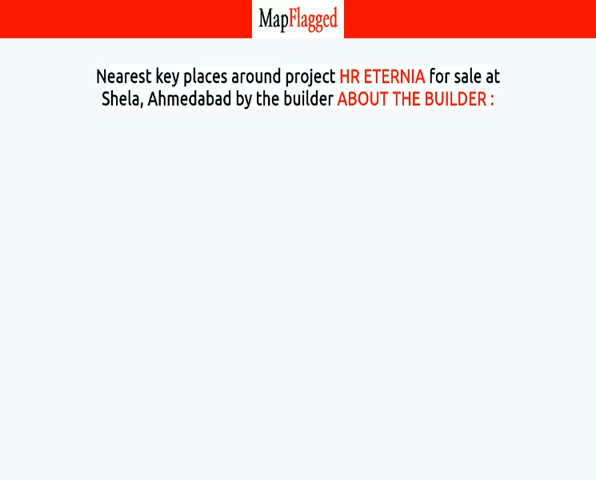 MapFlagged
Nearest key places around project HR ETERNIA for sale at
Shela, Ahmedabad by the builder ABOUT THE BUILDER :